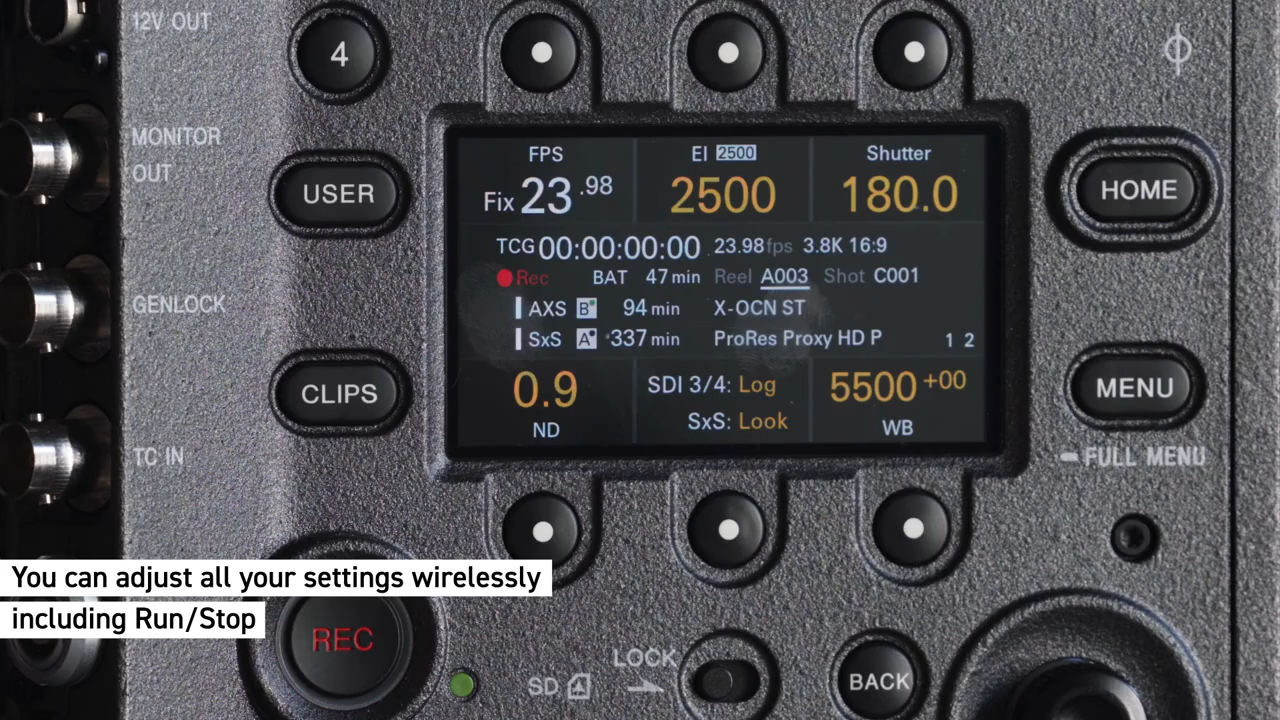 12V OUT
4
MONITOR
OUT
USER
GENLOCK
CLIPS
TC IN
FPS
Fix 23.98
EI 2500
2500
Shutter
180.0
TCG 00:00:00:00 23.98fps 3.8K 16:9
Rec BAT 47 min Reel A003 Shot C001
AXS B 94 min X-OCN ST
SxS A 337 min ProRes Proxy HD P 1 2
0.9
ND
SDI 3/4: Log
SxS: Look
5500+00
WB
HOME
MENU
FULL MENU
You can adjust all your settings wirelessly
including Run/Stop
REC
SD
LOCK
BACK